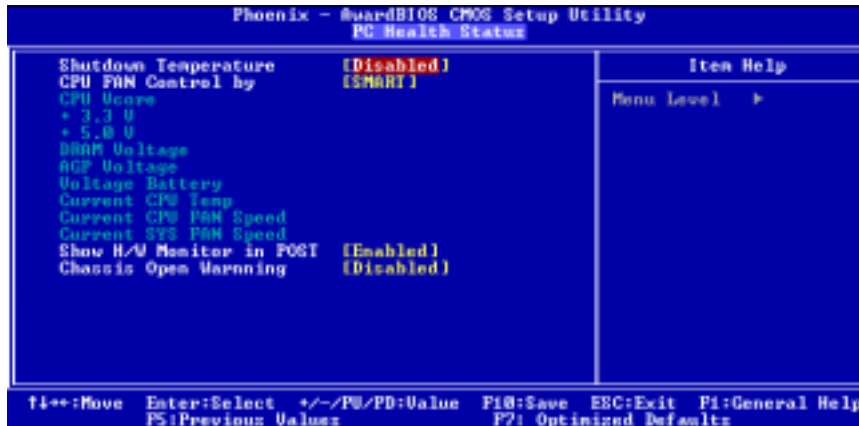 Phoenix - AwardBIOS CMOS Setup Utility
PC Health Status
Shutdown Temperature [Disabled]
CPU FAN Control by [SMART]
CPU Vcore
+ 3.3 V
+ 5.0 V
DRAM Voltage
AGP Voltage
Voltage Battery
Current CPU Temp
Current CPU FAN Speed
Current SYS FAN Speed
Show H/W Monitor in POST [Enabled]
Chassis Open Warnning [Disabled]
Item Help
Menu Level ►
↑↓→←:Move Enter:Select +/-/PU/PD:Value F10:Save ESC:Exit F1:General Help
F5:Previous Values F7: Optimized Defaults